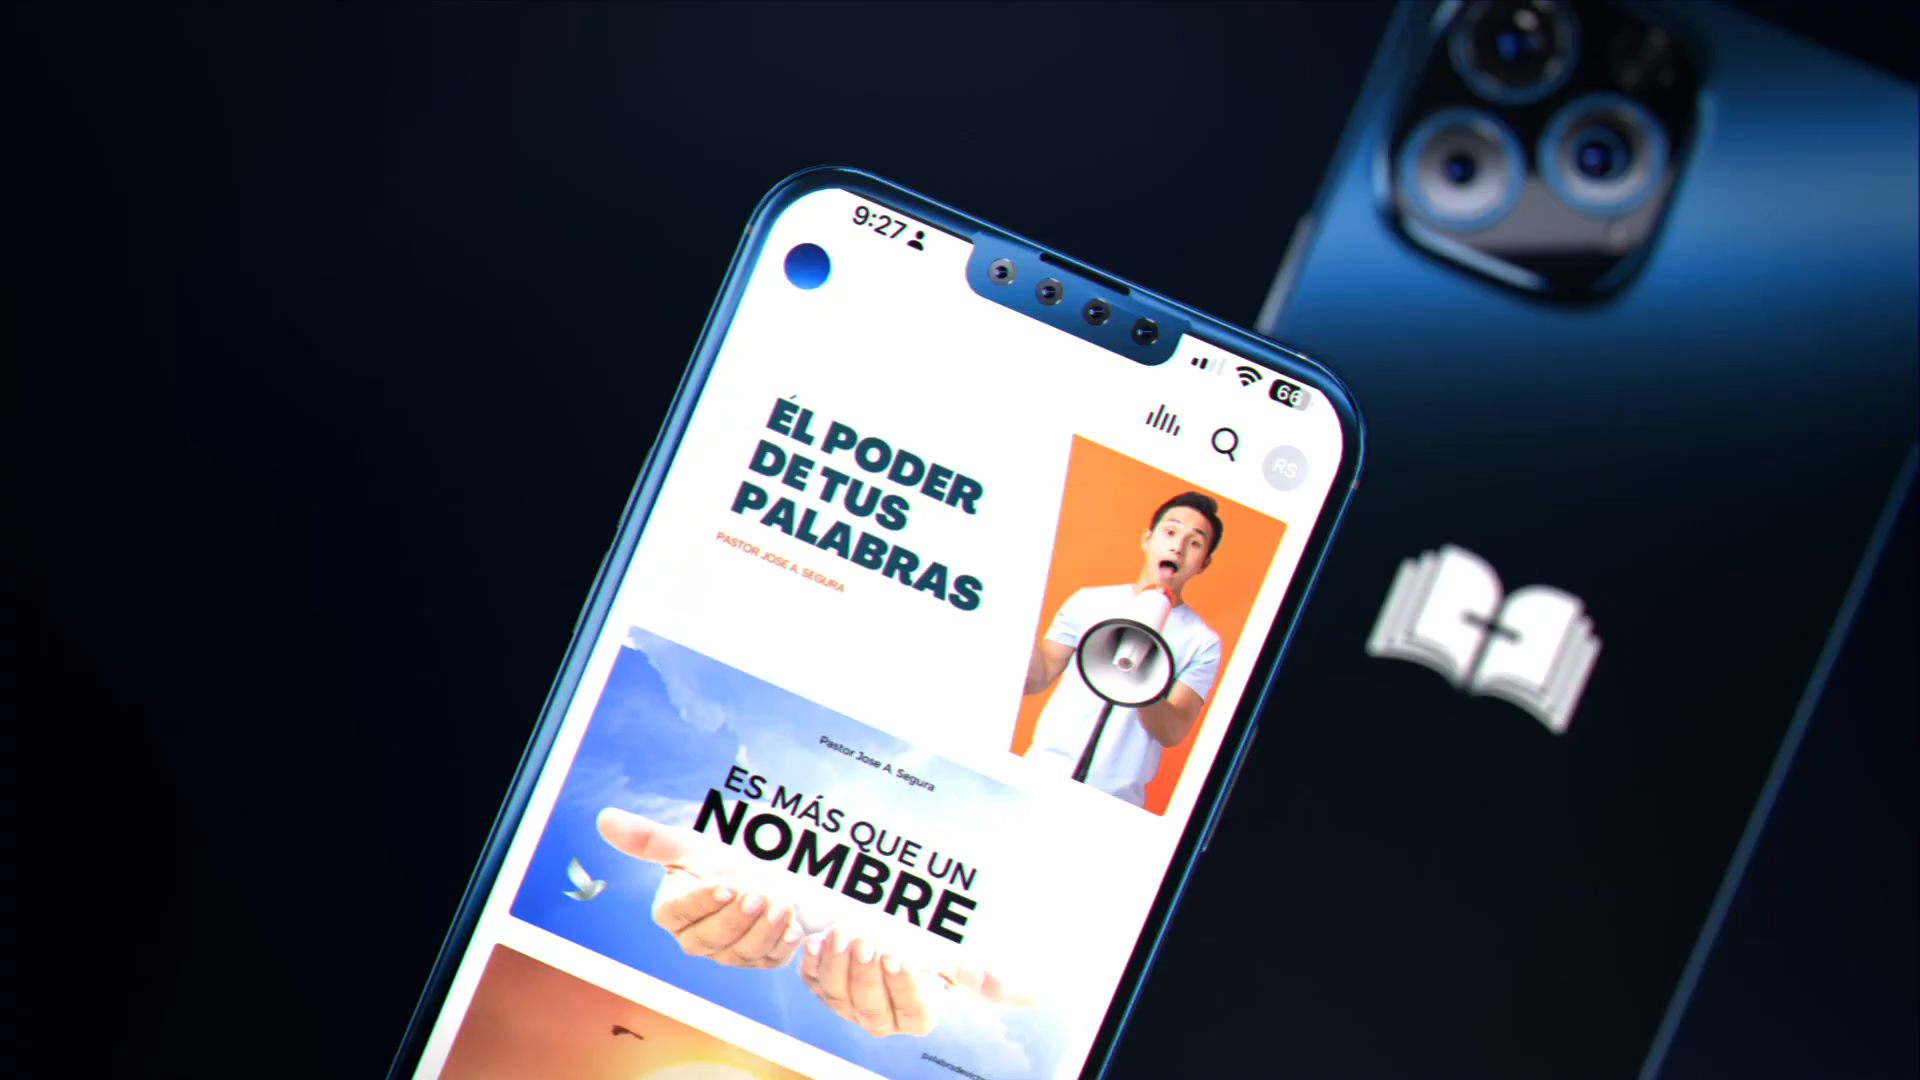 9:27
66
RS
ÉL PODER
DE TUS
PALABRAS
PASTOR JOSE A. SEGURA
Pastor Jose A. Segura
ES MÁS QUE UN
NOMBRE